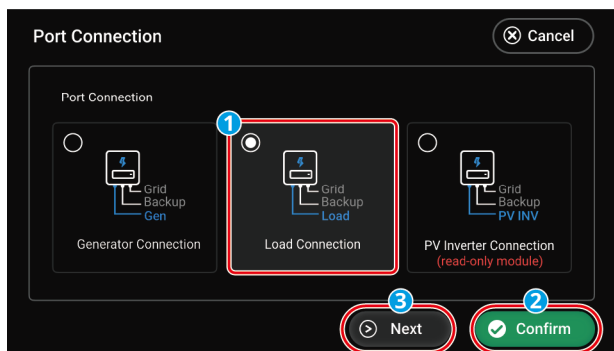 Port Connection
Cancel
Port Connection
1
Grid
Backup
Gen
Generator Connection
Grid
Backup
Load
Load Connection
Grid
Backup
PV INV
PV Inverter Connection
(read-only module)
3
2
Next
Confirm